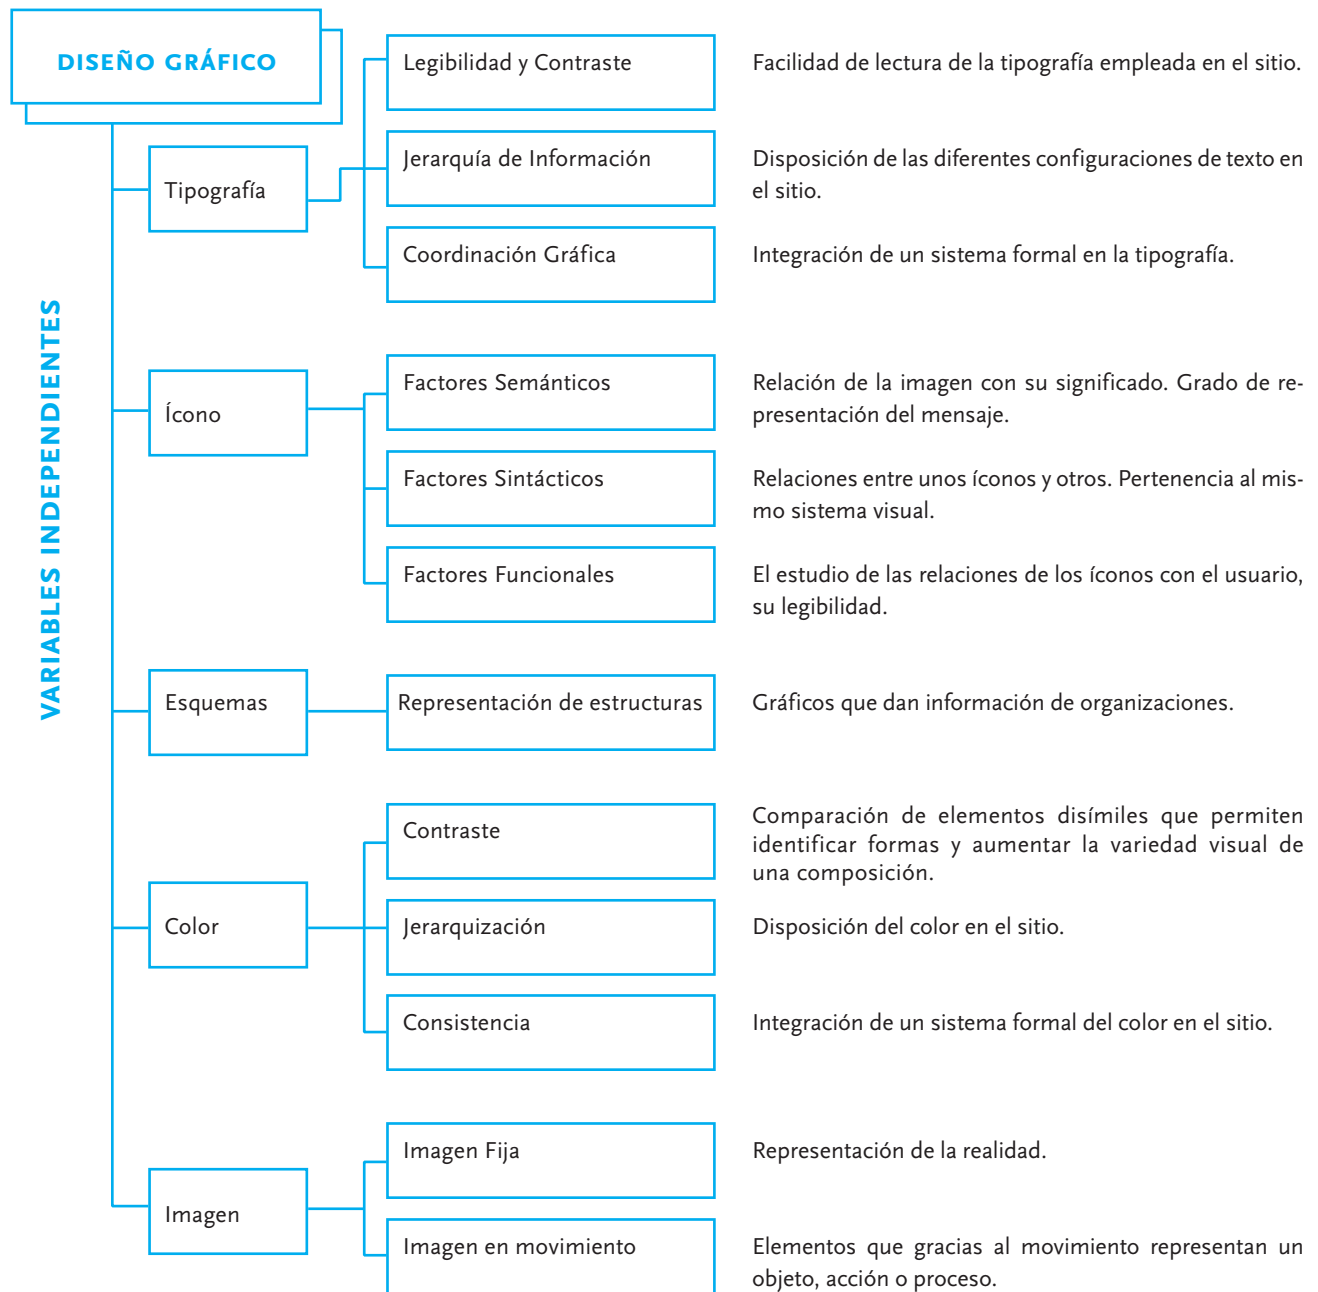 DISEÑO GRÁFICO
VARIABLES INDEPENDIENTES
Tipografía
Legibilidad y Contraste
Facilidad de lectura de la tipografía empleada en el sitio.
Jerarquía de Información
Disposición de las diferentes configuraciones de texto en
el sitio.
Coordinación Gráfica
Integración de un sistema formal en la tipografía.
Ícono
Factores Semánticos
Relación de la imagen con su significado. Grado de re-
presentación del mensaje.
Factores Sintácticos
Relaciones entre unos íconos y otros. Pertenencia al mis-
mo sistema visual.
Factores Funcionales
El estudio de las relaciones de los íconos con el usuario,
su legibilidad.
Esquemas
Representación de estructuras
Gráficos que dan información de organizaciones.
Color
Contraste
Comparación de elementos disímiles que permiten
identificar formas y aumentar la variedad visual de
una composición.
Jerarquización
Disposición del color en el sitio.
Consistencia
Integración de un sistema formal del color en el sitio.
Imagen
Imagen Fija
Representación de la realidad.
Imagen en movimiento
Elementos que gracias al movimiento representan un
objeto, acción o proceso.